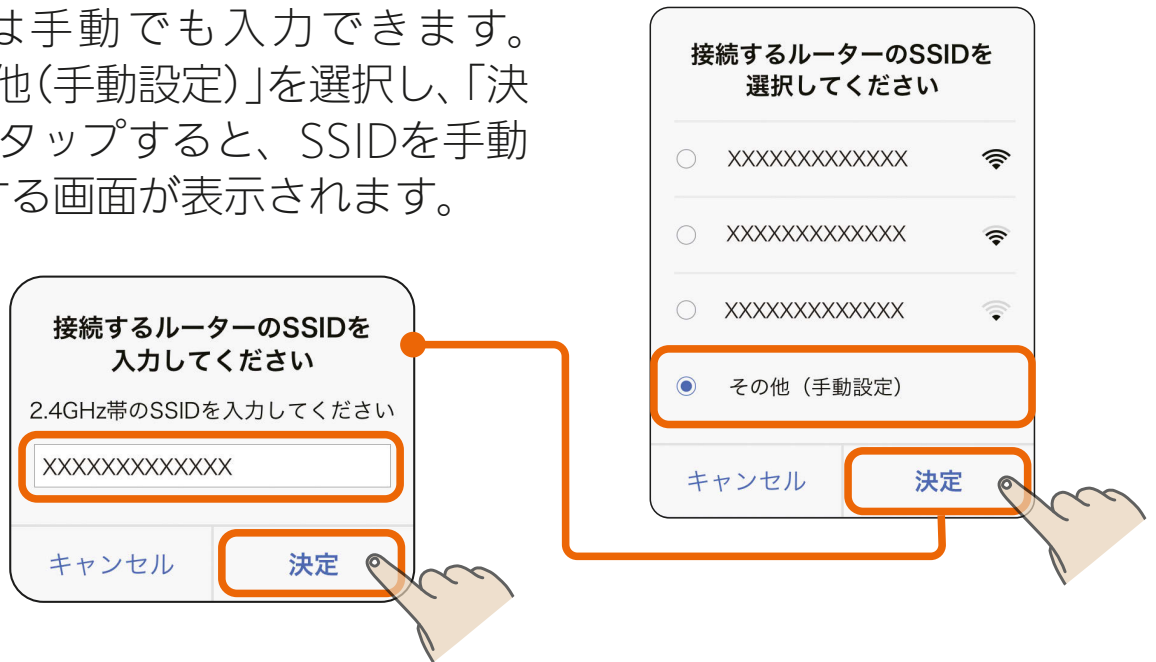 は手動でも入力できます。
他(手動設定)」を選択し、「決
タップすると、SSIDを手動
する画面が表示されます。
接続するルーターのSSIDを
選択してください
XXXXXXXXXXXXX
XXXXXXXXXXXXX
XXXXXXXXXXXXX
その他（手動設定）
キャンセル 決定
接続するルーターのSSIDを
入力してください
2.4GHz帯のSSIDを入力してください
XXXXXXXXXXXXX
キャンセル 決定